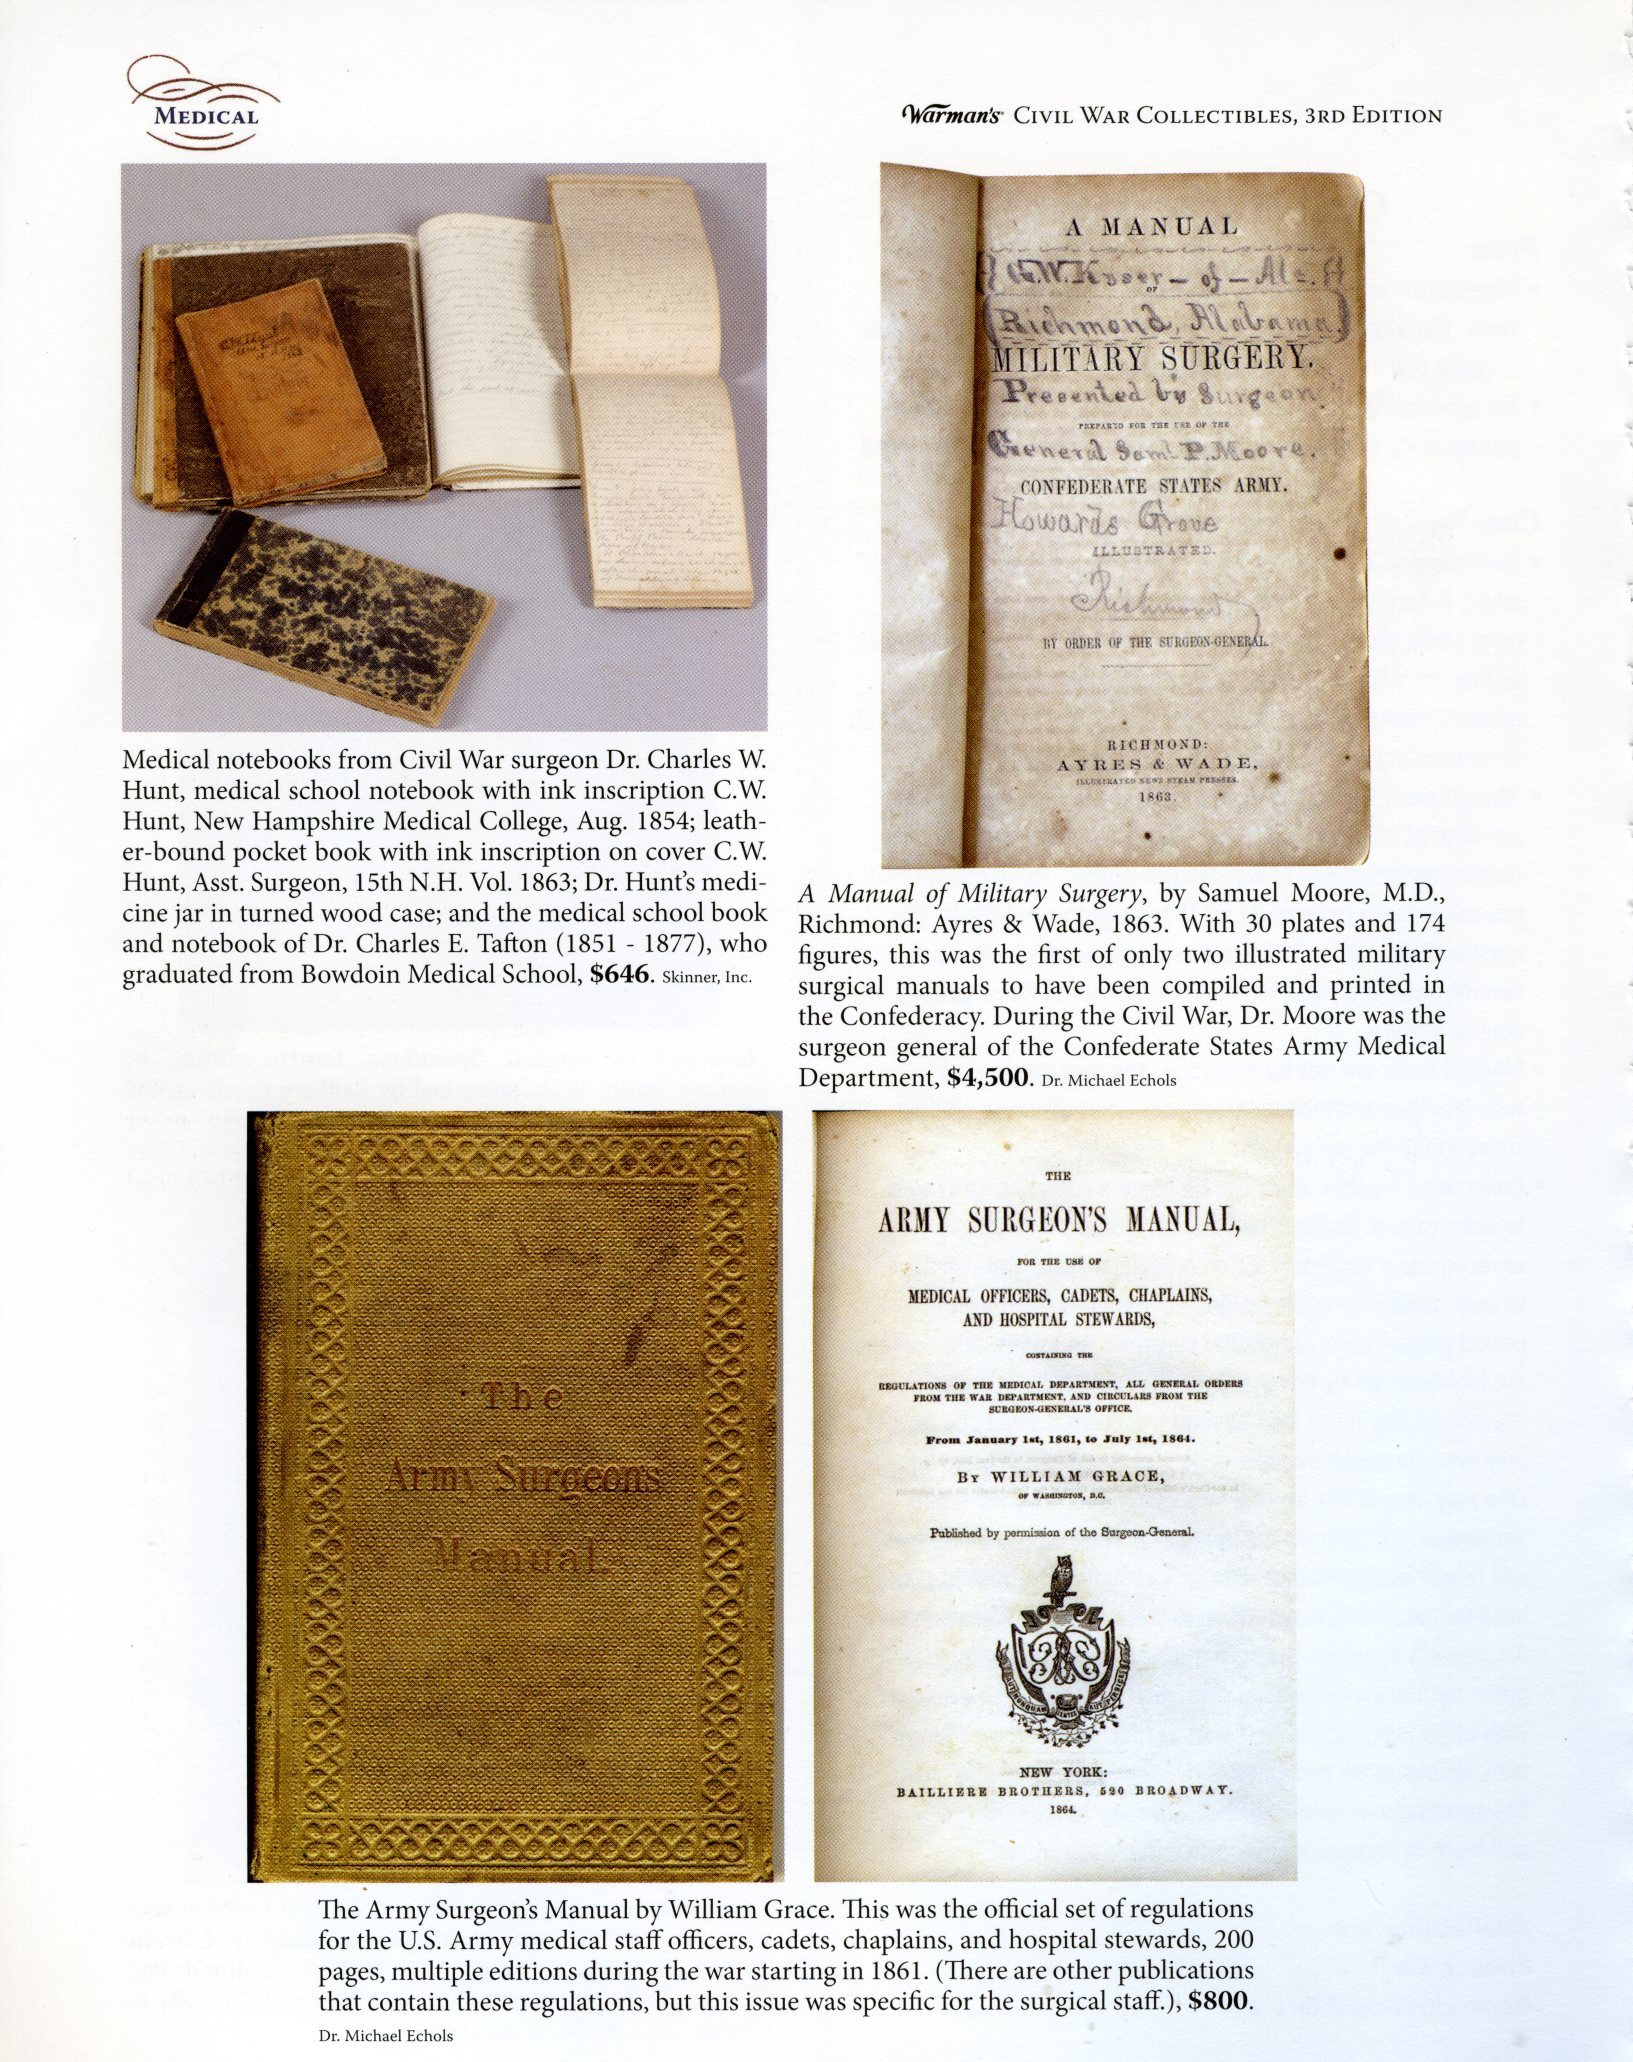 MEDICAL
Warman's CIVIL WAR COLLECTIBLES, 3RD EDITION
Medical notebooks from Civil War surgeon Dr. Charles W.
Hunt, medical school notebook with ink inscription C.W.
Hunt, New Hampshire Medical College, Aug. 1854; leath-
er-bound pocket book with ink inscription on cover C.W.
Hunt, Asst. Surgeon, 15th N.H. Vol. 1863; Dr. Hunt's medi-
cine jar in turned wood case; and the medical school book
and notebook of Dr. Charles E. Tafton (1851 - 1877), who
graduated from Bowdoin Medical School, $646. Skinner, Inc.
A MANUAL
G.W. Kyser – of – Ala.
OF
Richmond, Alabama.
MILITARY SURGERY.
Presented by Surgeon
PREPARED FOR THE USE OF THE
General Saml. P. Moore.
CONFEDERATE STATES ARMY.
Howards Grove
ILLUSTRATED.
Richmond
BY ORDER OF THE SURGEON-GENERAL.
RICHMOND:
AYRES & WADE,
ILLUSTRATED NEWS STEAM PRESSES.
1863.
A Manual of Military Surgery, by Samuel Moore, M.D.,
Richmond: Ayres & Wade, 1863. With 30 plates and 174
figures, this was the first of only two illustrated military
surgical manuals to have been compiled and printed in
the Confederacy. During the Civil War, Dr. Moore was the
surgeon general of the Confederate States Army Medical
Department, $4,500. Dr. Michael Echols
The
Army Surgeons
Manual.
THE
ARMY SURGEON'S MANUAL,
FOR THE USE OF
MEDICAL OFFICERS, CADETS, CHAPLAINS,
AND HOSPITAL STEWARDS,
CONTAINING THE
REGULATIONS OF THE MEDICAL DEPARTMENT, ALL GENERAL ORDERS
FROM THE WAR DEPARTMENT, AND CIRCULARS FROM THE
SURGEON-GENERAL'S OFFICE.
From January 1st, 1861, to July 1st, 1864.
BY WILLIAM GRACE,
OF WASHINGTON, D.C.
Published by permission of the Surgeon-General.
NEW YORK:
BAILLIERE BROTHERS, 520 BROADWAY.
1864.
The Army Surgeon's Manual by William Grace. This was the official set of regulations
for the U.S. Army medical staff officers, cadets, chaplains, and hospital stewards, 200
pages, multiple editions during the war starting in 1861. (There are other publications
that contain these regulations, but this issue was specific for the surgical staff.), $800.
Dr. Michael Echols